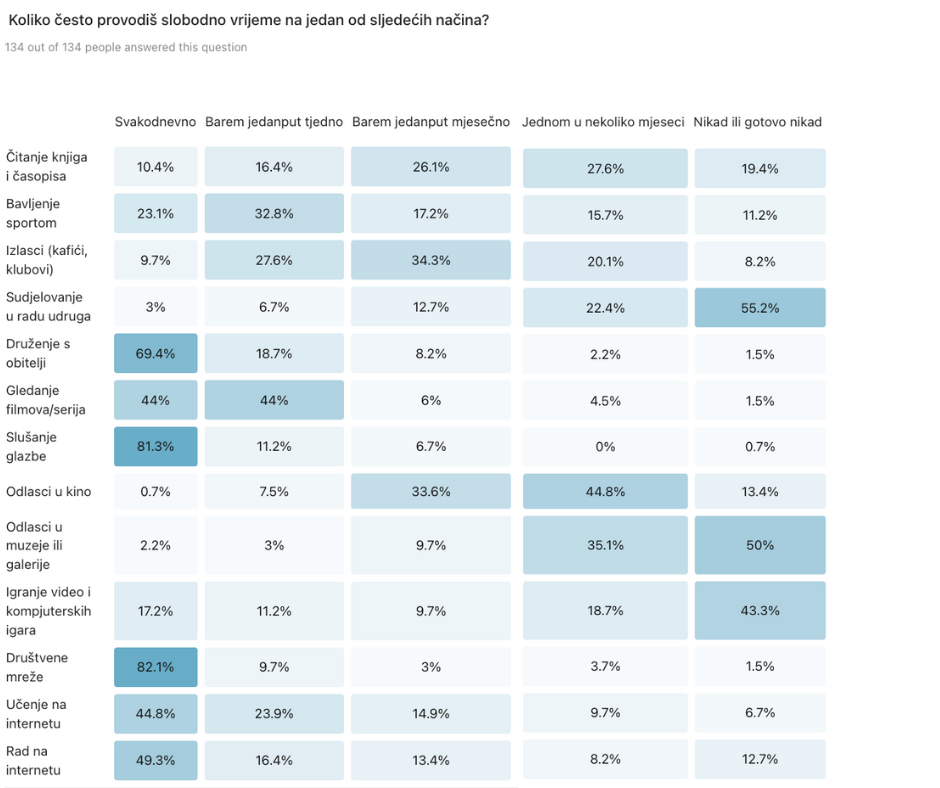 Koliko često provodiš slobodno vrijeme na jedan od sljedećih načina?
134 out of 134 people answered this question
Svakodnevno Barem jedanput tjedno Barem jedanput mjesečno Jednom u nekoliko mjeseci Nikad ili gotovo nikad
Čitanje knjiga
i časopisa
10.4% 16.4% 26.1% 27.6% 19.4%
Bavljenje
sportom
23.1% 32.8% 17.2% 15.7% 11.2%
Izlasci (kafići,
klubovi)
9.7% 27.6% 34.3% 20.1% 8.2%
Sudjelovanje
u radu udruga
3% 6.7% 12.7% 22.4% 55.2%
Druženje s
obitelji
69.4% 18.7% 8.2% 2.2% 1.5%
Gledanje
filmova/serija
44% 44% 6% 4.5% 1.5%
Slušanje
glazbe
81.3% 11.2% 6.7% 0% 0.7%
Odlasci u kino
0.7% 7.5% 33.6% 44.8% 13.4%
Odlasci u
muzeje ili
galerije
2.2% 3% 9.7% 35.1% 50%
Igranje video i
kompjuterskih
igara
17.2% 11.2% 9.7% 18.7% 43.3%
Društvene
mreže
82.1% 9.7% 3% 3.7% 1.5%
Učenje na
internetu
44.8% 23.9% 14.9% 9.7% 6.7%
Rad na
internetu
49.3% 16.4% 13.4% 8.2% 12.7%